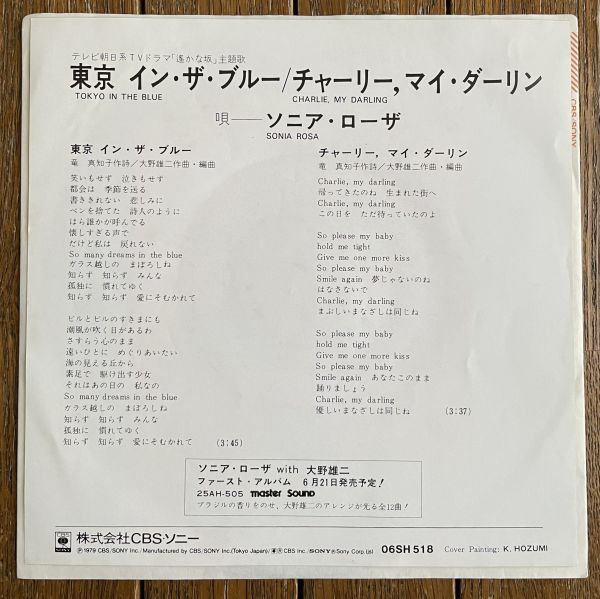 テレビ朝日系TVドラマ「遙かな坂」主題歌
東京 イン・ザ・ブルー/チャーリー,マイ・ダーリン
TOKYO IN THE BLUE CHARLIE, MY DARLING
唄——ソニア・ローザ
SONIA ROSA
CBS/SONY
東京 イン・ザ・ブルー
竜 真知子作詩/大野雄二作曲・編曲
笑いもせず 泣きもせず
都会は 季節を送る
書ききれない 悲しみに
ペンを捨てた 詩人のように
ほら誰かが呼んでる
懐しすぎる声で
だけど私は 戻れない
So many dreams in the blue
ガラス越しの まぼろしね
知らず 知らず みんな
孤独に 慣れてゆく
知らず 知らず 愛にそむかれて
ビルとビルのすきまにも
潮風が吹く日があるわ
さすらう心のまま
遠いひとに めぐりあいたい
海の見える丘から
素足で 駆け出す少女
それはあの日の 私なの
So many dreams in the blue
ガラス越しの まぼろしね
知らず 知らず みんな
孤独に 慣れてゆく
知らず 知らず 愛にそむかれて (3:45)
チャーリー,マイ・ダーリン
竜 真知子作詩/大野雄二作曲・編曲
Charlie, my darling
帰ってきたのね 生まれた街へ
Charlie, my darling
この日を ただ待っていたのよ
So please my baby
hold me tight
Give me one more kiss
So please my baby
Smile again 夢じゃないのね
はなさないで
Charlie, my darling
まぶしいまなざしは同じね
So please my baby
hold me tight
Give me one more kiss
So please my baby
Smile again あなたこのまま
踊りましょう
Charlie, my darling
優しいまなざしは同じね (3:37)
ソニア・ローザ with 大野雄二
ファースト・アルバム 6月21日発売予定!
25AH-505 master sound
ブラジルの香りをのせ、大野雄二のアレンジが光る全12曲!
CBS
SONY
株式会社CBS・ソニー
℗1979 CBS/SONY Inc./Manufactured by CBS/SONY Inc.(Tokyo Japan)/
CBS Inc./SONY ®Sony Corp.
06SH 518 Cover Painting: K. HOZUMI